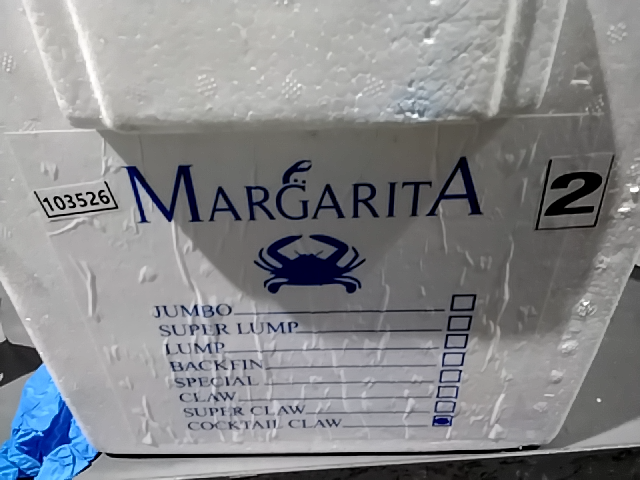 103526
MARGARITA
2
JUMBO
SUPER LUMP
LUMP
BACKFIN
SPECIAL
CLAW
SUPER CLAW
COCKTAIL CLAW